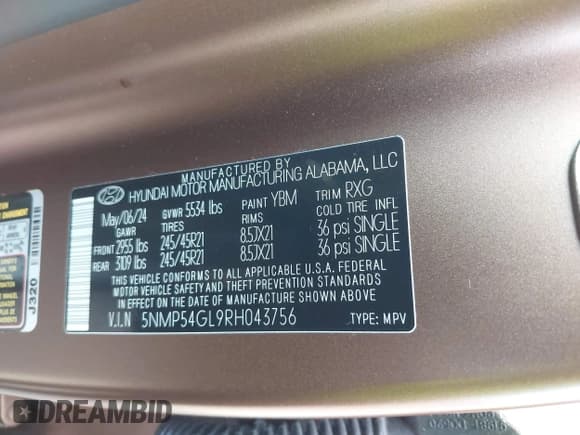 MANUFACTURED BY
HYUNDAI MOTOR MANUFACTURING ALABAMA, LLC
May/06/24 GVWR 5534 lbs PAINT YBM TRIM RXG
GAWR TIRES RIMS COLD TIRE INFL
FRONT 2955 lbs 245/45R21 8.5JX21 36 psi SINGLE
REAR 3109 lbs 245/45R21 8.5JX21 36 psi SINGLE
THIS VEHICLE CONFORMS TO ALL APPLICABLE U.S.A. FEDERAL
MOTOR VEHICLE SAFETY AND THEFT PREVENTION STANDARDS
IN EFFECT ON THE DATE OF MANUFACTURE SHOWN ABOVE.
V.I.N 5NMP54GL9RH043756 TYPE: MPV
J320
DREAMBID